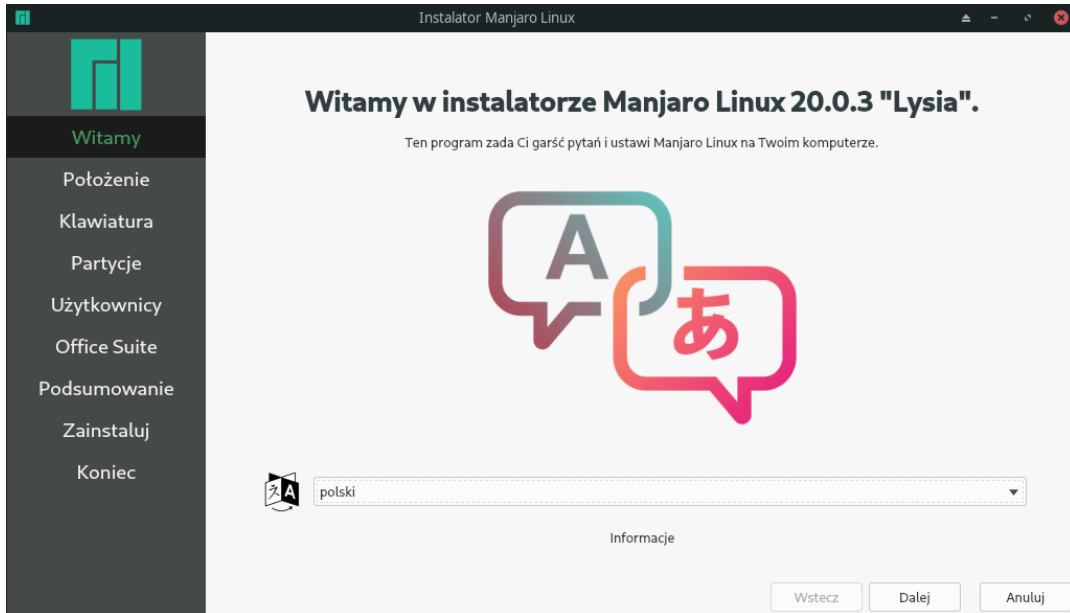 Instalator Manjaro Linux
Witamy
Położenie
Klawiatura
Partycje
Użytkownicy
Office Suite
Podsumowanie
Zainstaluj
Koniec
Witamy w instalatorze Manjaro Linux 20.0.3 "Lysia".
Ten program zada Ci garść pytań i ustawi Manjaro Linux na Twoim komputerze.
A
あ
A
polski
Informacje
Wstecz
Dalej
Anuluj